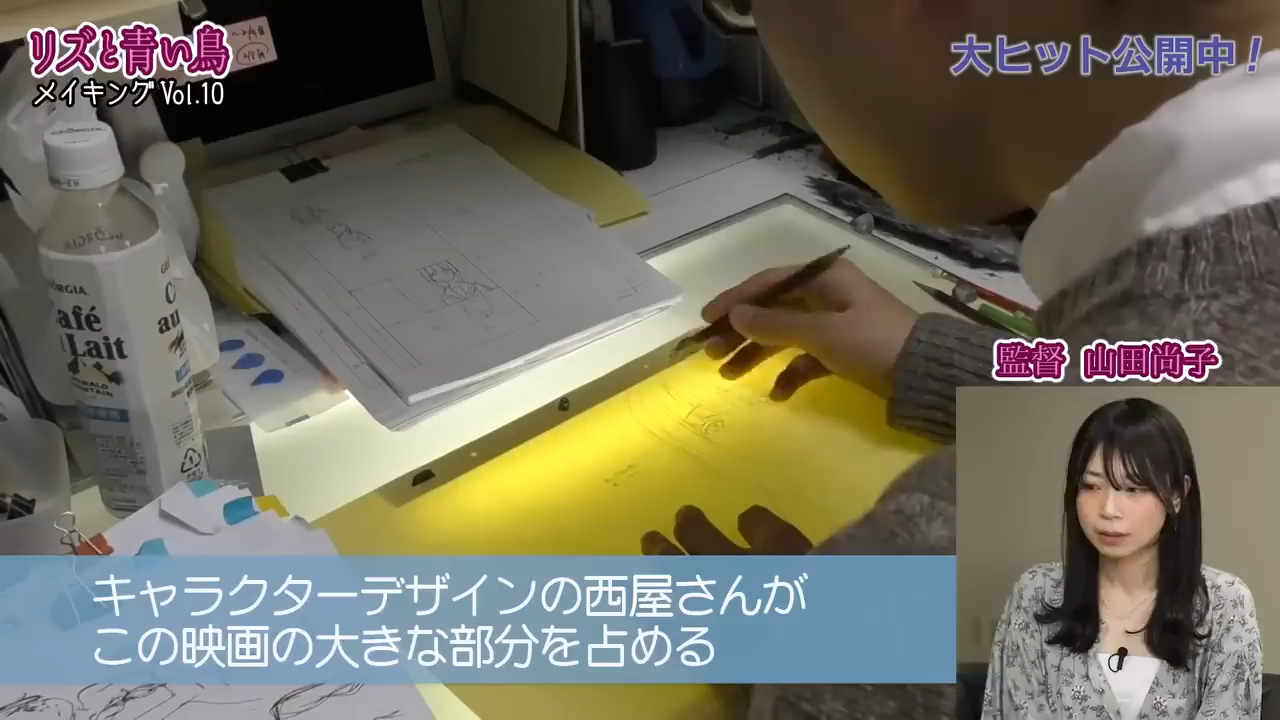 リズと青い鳥
メイキング Vol.10
大ヒット公開中！
GEORGIA
Café
au Lait
監督 山田尚子
キャラクターデザインの西屋さんが
この映画の大きな部分を占める